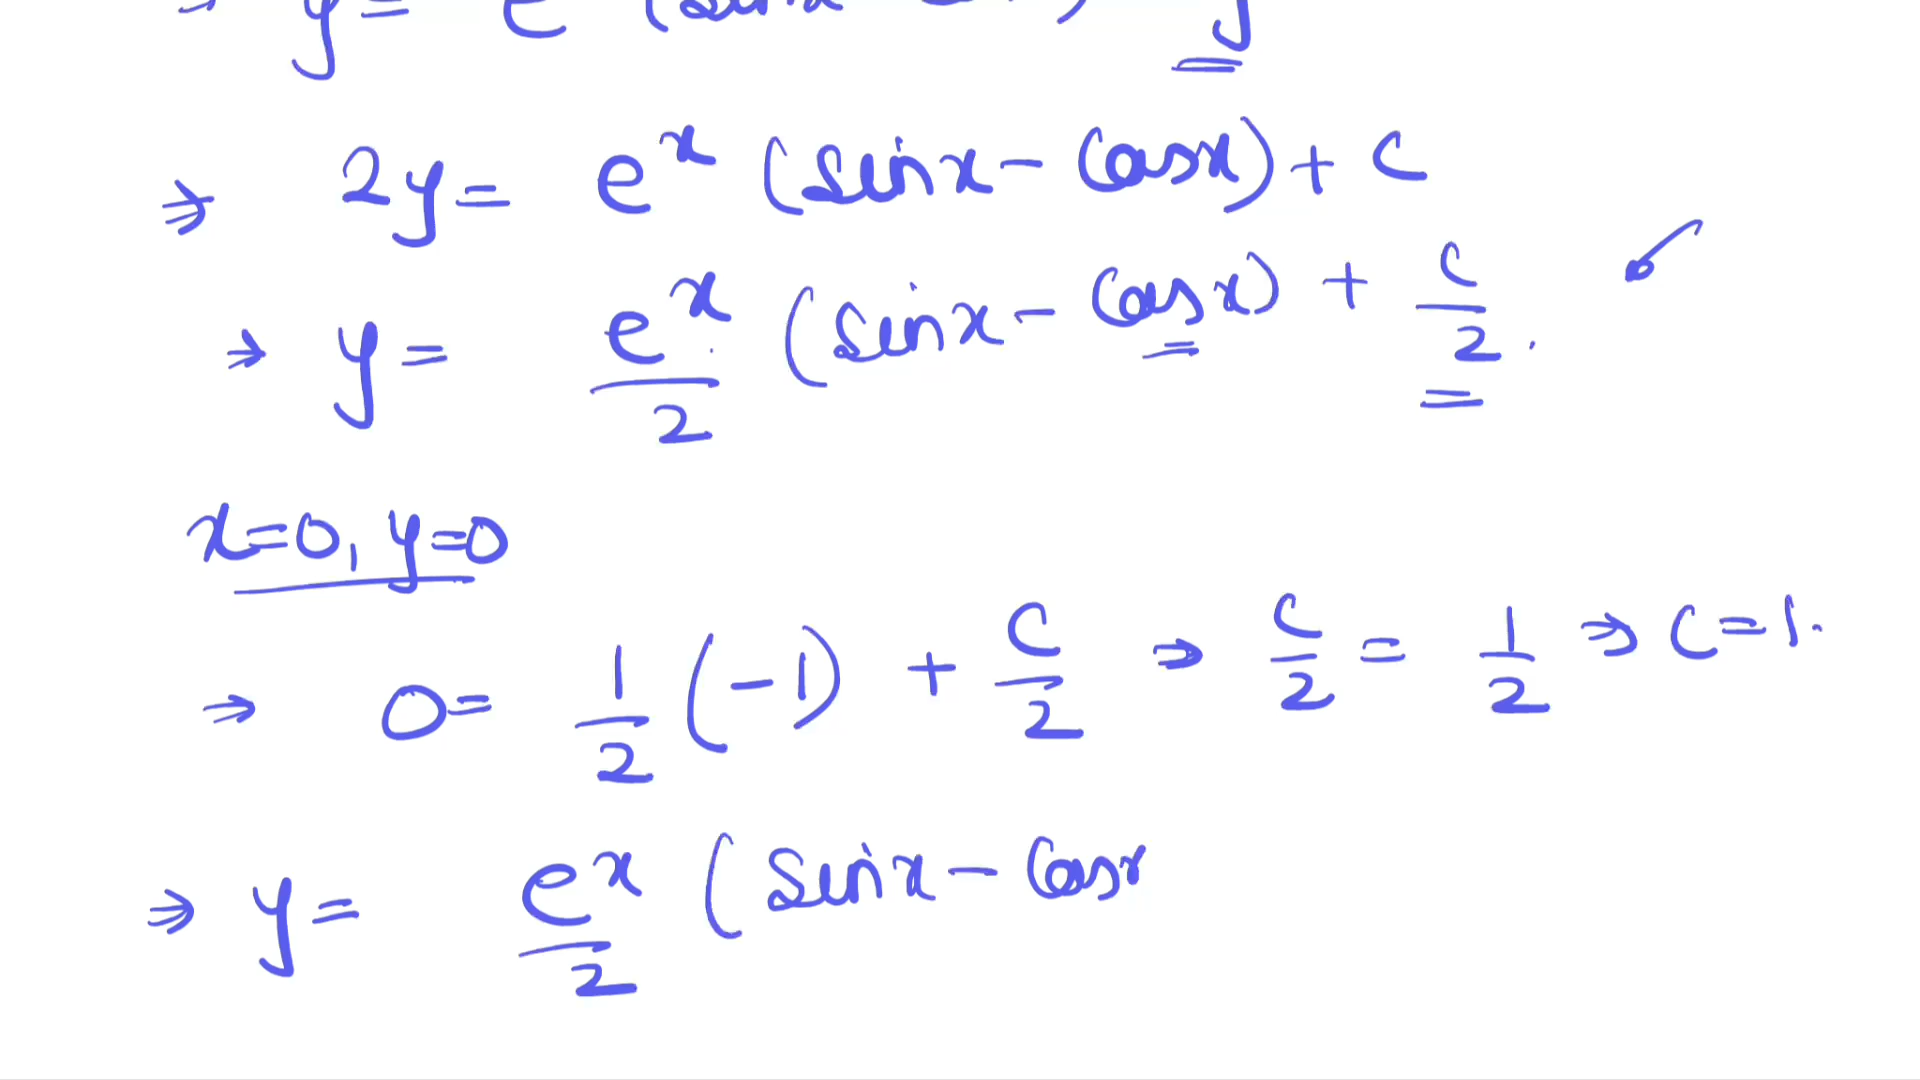 ⇒ 2y = e^x (sinx - cosx) + c
→ y = e^x/2 (sinx - cosx) + c/2 .
x=0, y=0
⇒ 0 = 1/2 (-1) + c/2 ⇒ c/2 = 1/2 ⇒ c=1.
⇒ y = e^x/2 (sinx - cosx